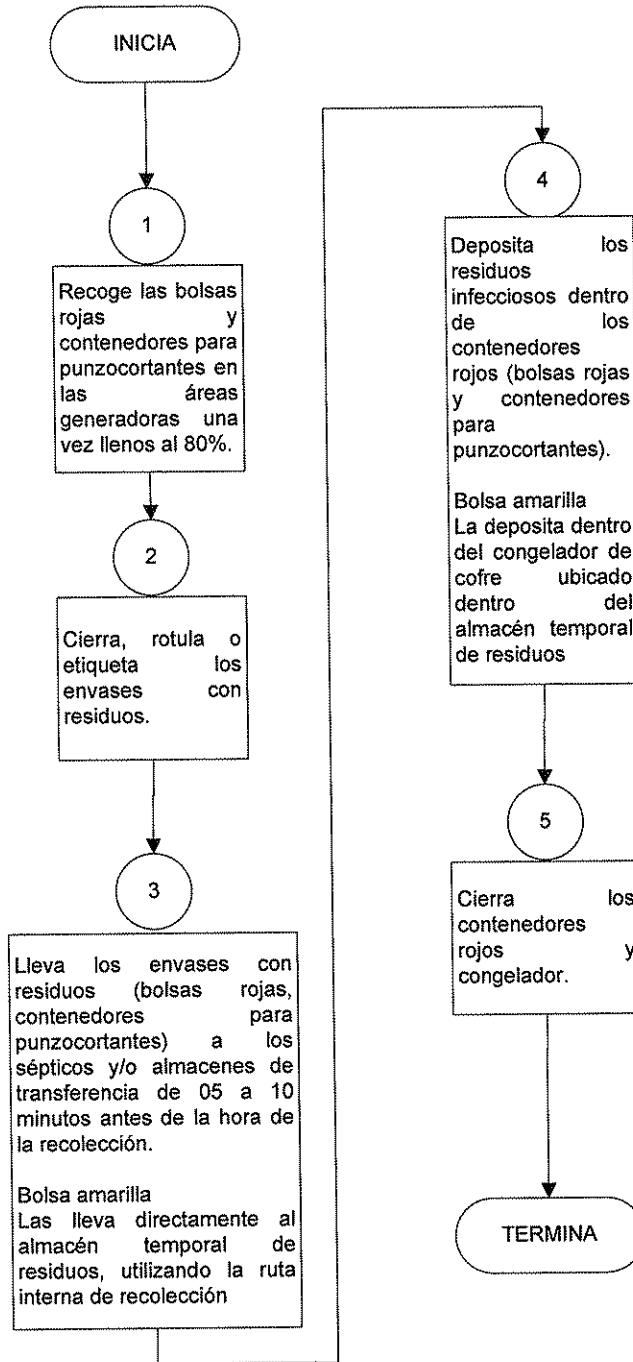 INICIA
1
Recoge las bolsas
rojas y
contenedores para
punzocortantes en
las áreas
generadoras una
vez llenos al 80%.
2
Cierra, rotula o
etiqueta los
envases con
residuos.
3
Lleva los envases con
residuos (bolsas rojas,
contenedores para
punzocortantes) a los
sépticos y/o almacenes de
transferencia de 05 a 10
minutos antes de la hora de
la recolección.
Bolsa amarilla
Las lleva directamente al
almacén temporal de
residuos, utilizando la ruta
interna de recolección
4
Deposita los
residuos
infecciosos dentro
de los
contenedores
rojos (bolsas rojas
y contenedores
para
punzocortantes).
Bolsa amarilla
La deposita dentro
del congelador de
cofre ubicado
dentro del
almacén temporal
de residuos
5
Cierra los
contenedores
rojos y
congelador.
TERMINA